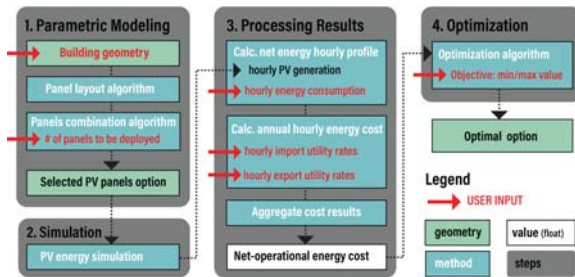 1. Parametric Modeling
Building geometry
Panel layout algorithm
Panels combination algorithm
# of panels to be deployed
Selected PV panels option
2. Simulation
PV energy simulation
3. Processing Results
Calc. net energy hourly profile
hourly PV generation
hourly energy consumption
Calc. annual hourly energy cost
hourly import utility rates
hourly export utility rates
Aggregate cost results
Net-operational energy cost
4. Optimization
Optimization algorithm
Objective: min/max value
Optimal option
Legend
USER INPUT
geometry
value (float)
method
steps